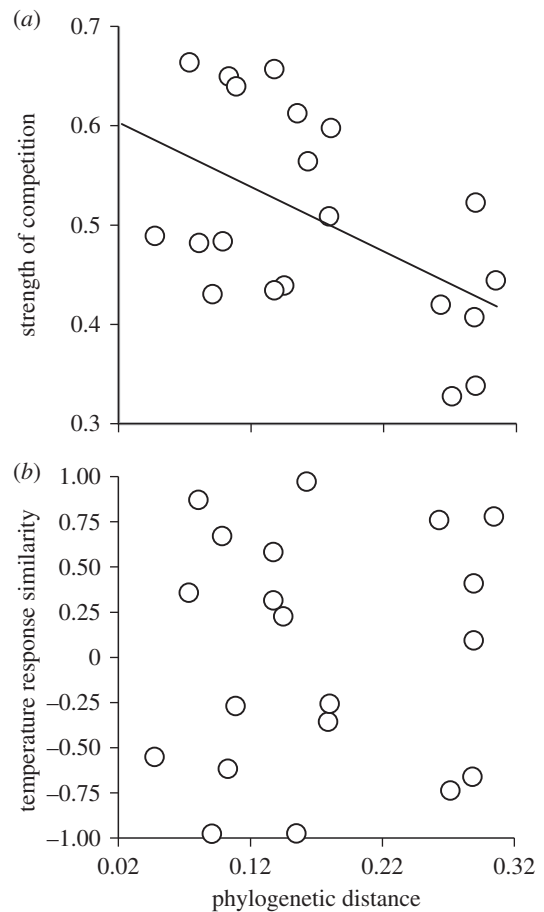 (a)
0.7
0.6
0.5
0.4
0.3
strength of competition
(b)
1.00
0.75
0.50
0.25
0
−0.25
−0.50
−0.75
−1.00
temperature response similarity
0.02 0.12 0.22 0.32
phylogenetic distance